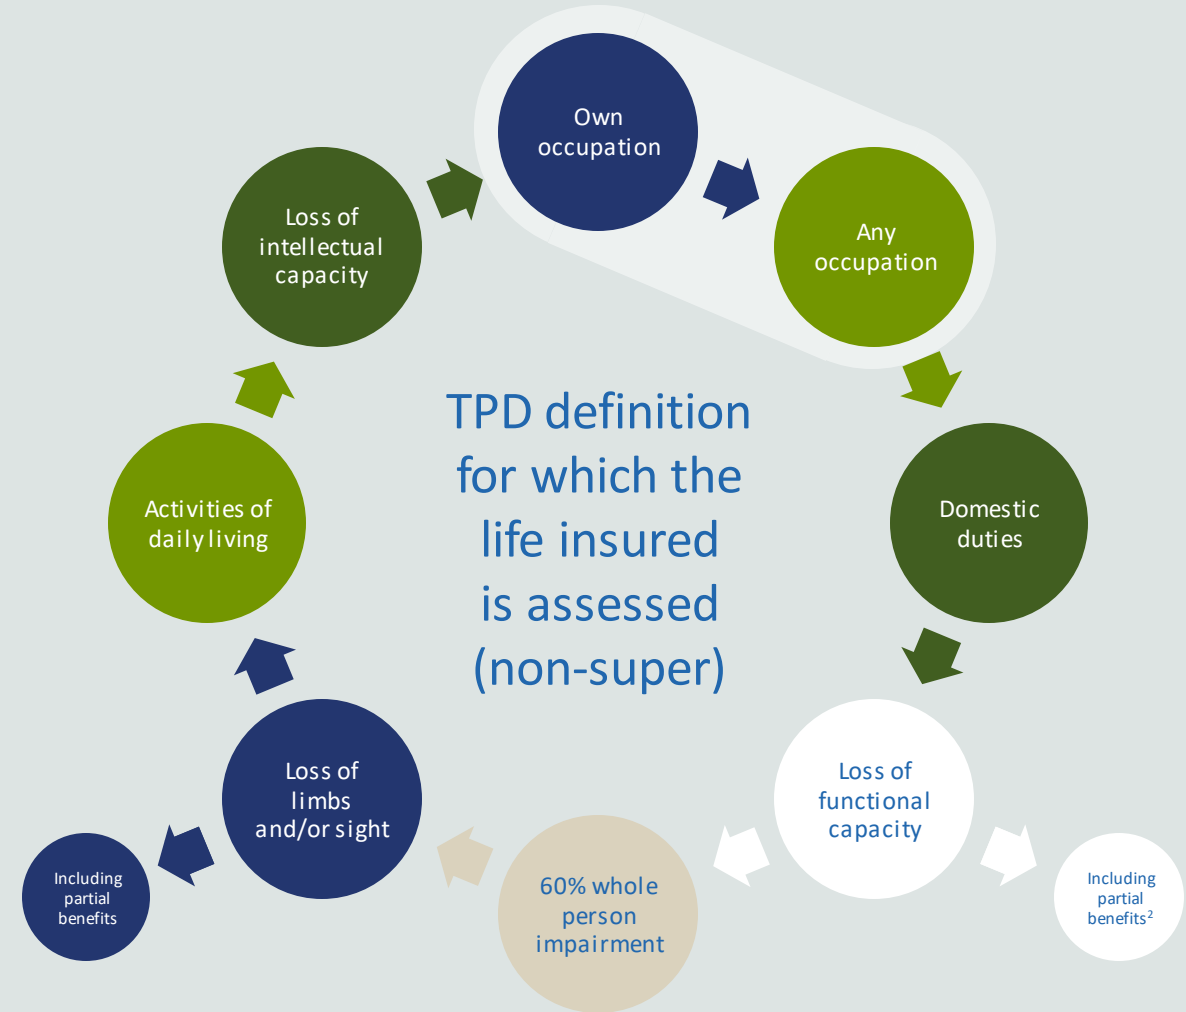 Own
occupation
Any
occupation
Domestic
duties
Loss of
functional
capacity
Including
partial
benefits²
60% whole
person
impairment
Loss of
limbs
and/or sight
Including
partial
benefits
Activities of
daily living
Loss of
intellectual
capacity
TPD definition
for which the
life insured
is assessed
(non-super)